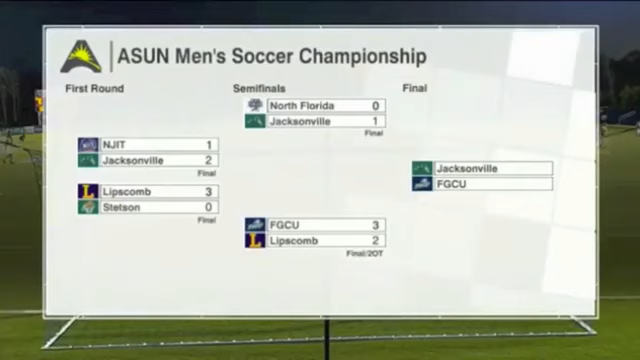 ASUN Men's Soccer Championship
First Round
Semifinals
Final
North Florida 0
Jacksonville 1
Final
NJIT 1
Jacksonville 2
Final
Lipscomb 3
Stetson 0
Final
Jacksonville
FGCU
FGCU 3
Lipscomb 2
Final/2OT